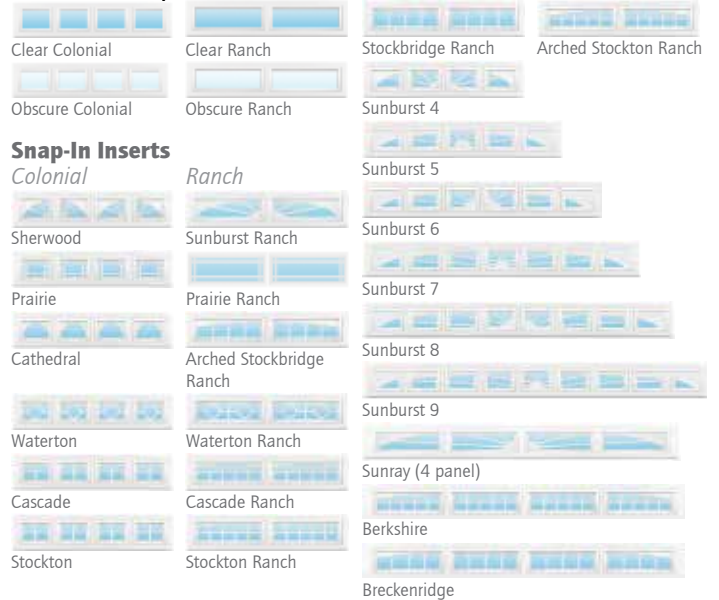 Clear Colonial
Clear Ranch
Obscure Colonial
Obscure Ranch
Snap-In Inserts
Colonial
Ranch
Sherwood
Sunburst Ranch
Prairie
Prairie Ranch
Cathedral
Arched Stockbridge
Ranch
Waterton
Waterton Ranch
Cascade
Cascade Ranch
Stockton
Stockton Ranch
Stockbridge Ranch
Arched Stockton Ranch
Sunburst 4
Sunburst 5
Sunburst 6
Sunburst 7
Sunburst 8
Sunburst 9
Sunray (4 panel)
Berkshire
Breckenridge